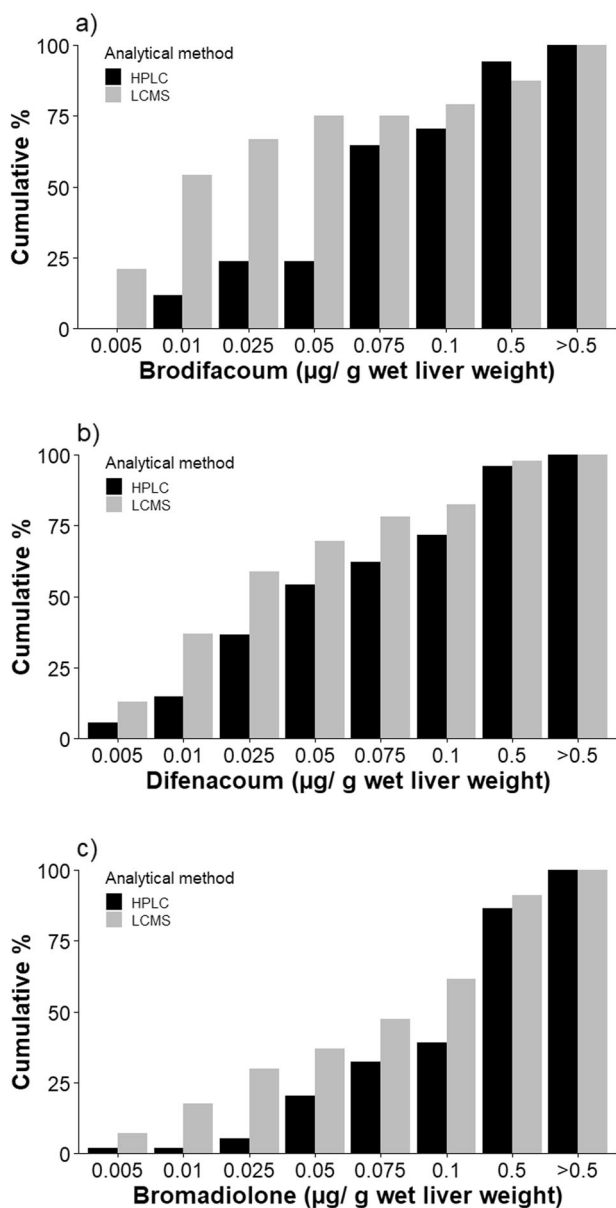 a)
Analytical method
HPLC
LCMS
100
75
50
25
0
Cumulative %
0.005 0.01 0.025 0.05 0.075 0.1 0.5 >0.5
Brodifacoum (µg/ g wet liver weight)
b)
Analytical method
HPLC
LCMS
100
75
50
25
0
Cumulative %
0.005 0.01 0.025 0.05 0.075 0.1 0.5 >0.5
Difenacoum (µg/ g wet liver weight)
c)
Analytical method
HPLC
LCMS
100
75
50
25
0
Cumulative %
0.005 0.01 0.025 0.05 0.075 0.1 0.5 >0.5
Bromadiolone (µg/ g wet liver weight)